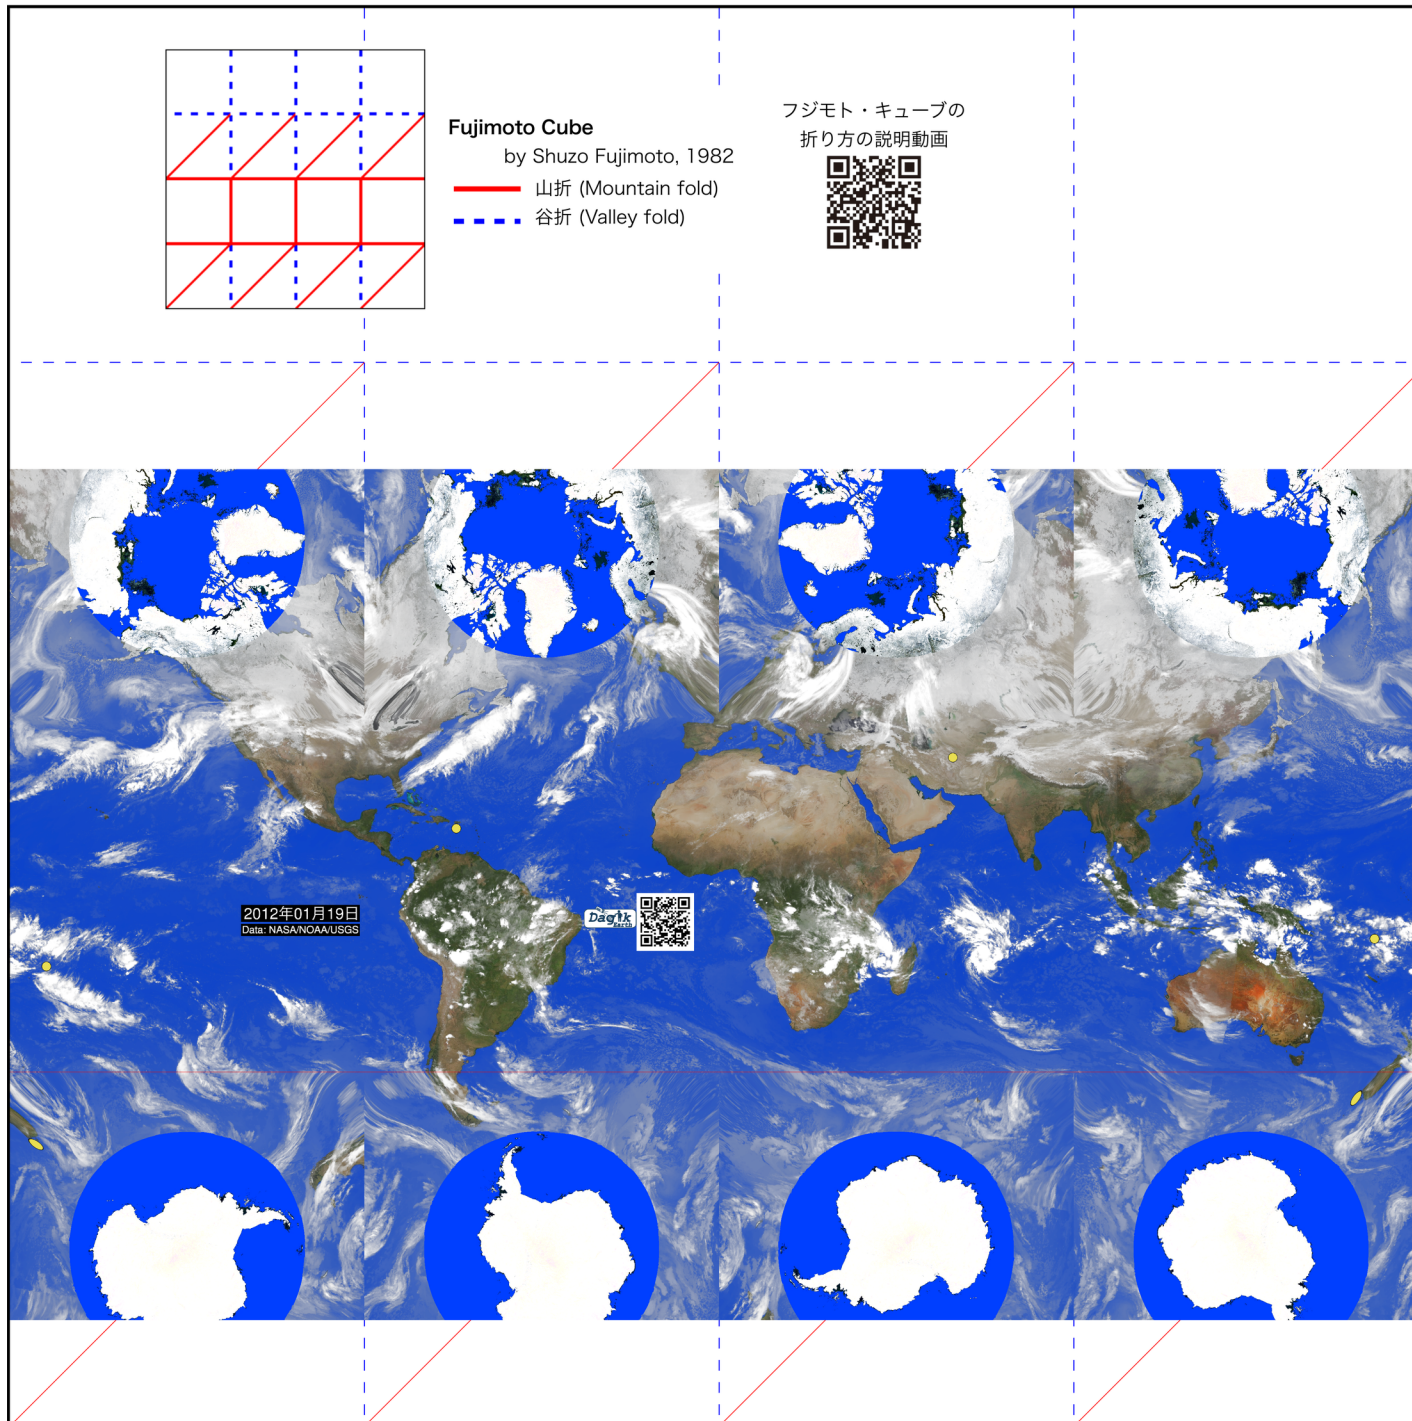 Fujimoto Cube
by Shuzo Fujimoto, 1982
山折 (Mountain fold)
谷折 (Valley fold)
フジモト・キューブの
折り方の説明動画
2012年01月19日
Data: NASA/NOAA/USGS
Dagik
Earth